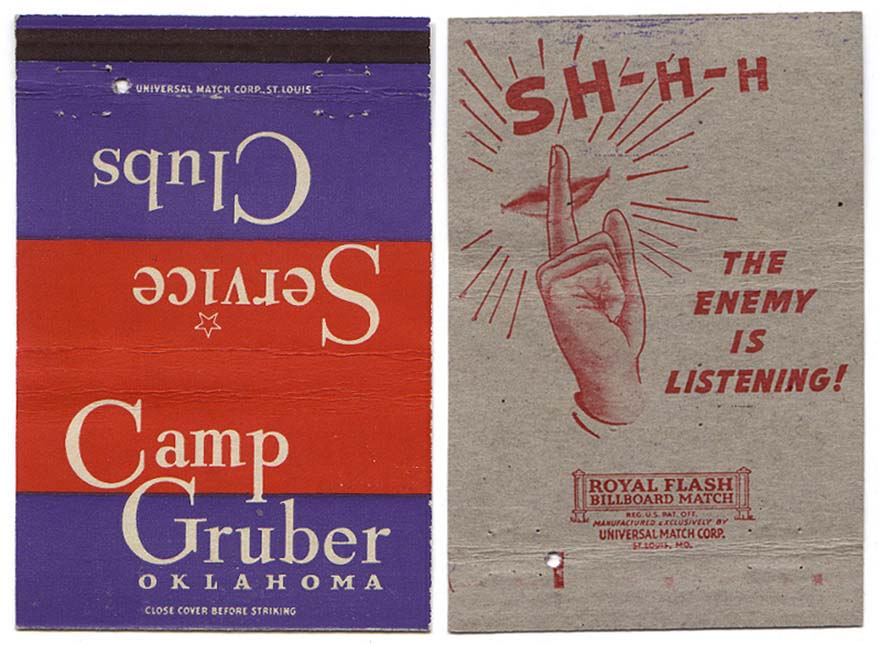 UNIVERSAL MATCH CORP., ST. LOUIS
Clubs
Service
Camp
Gruber
OKLAHOMA
CLOSE COVER BEFORE STRIKING
SH-H-H
THE
ENEMY
IS
LISTENING!
ROYAL FLASH
BILLBOARD MATCH
REG. U.S. PAT. OFF.
MANUFACTURED EXCLUSIVELY BY
UNIVERSAL MATCH CORP.
ST. LOUIS, MO.